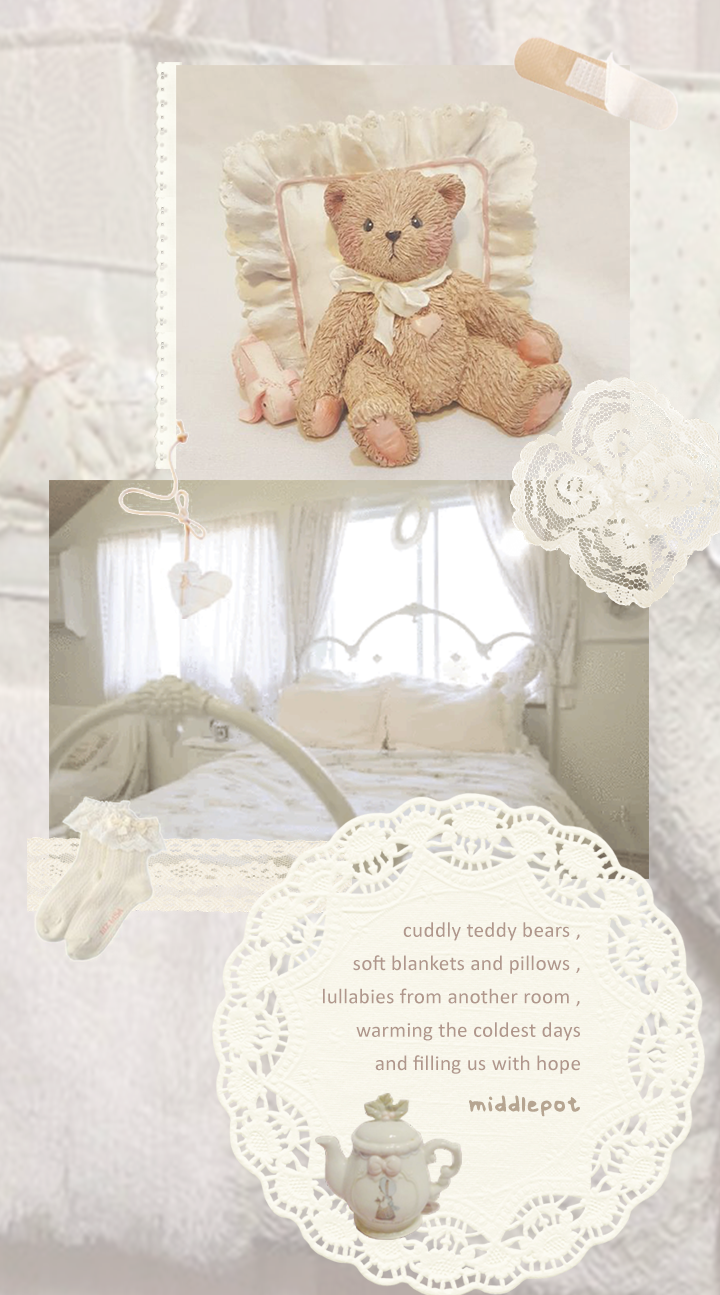 cuddly teddy bears ,
soft blankets and pillows ,
lullabies from another room ,
warming the coldest days
and filling us with hope
middlepot